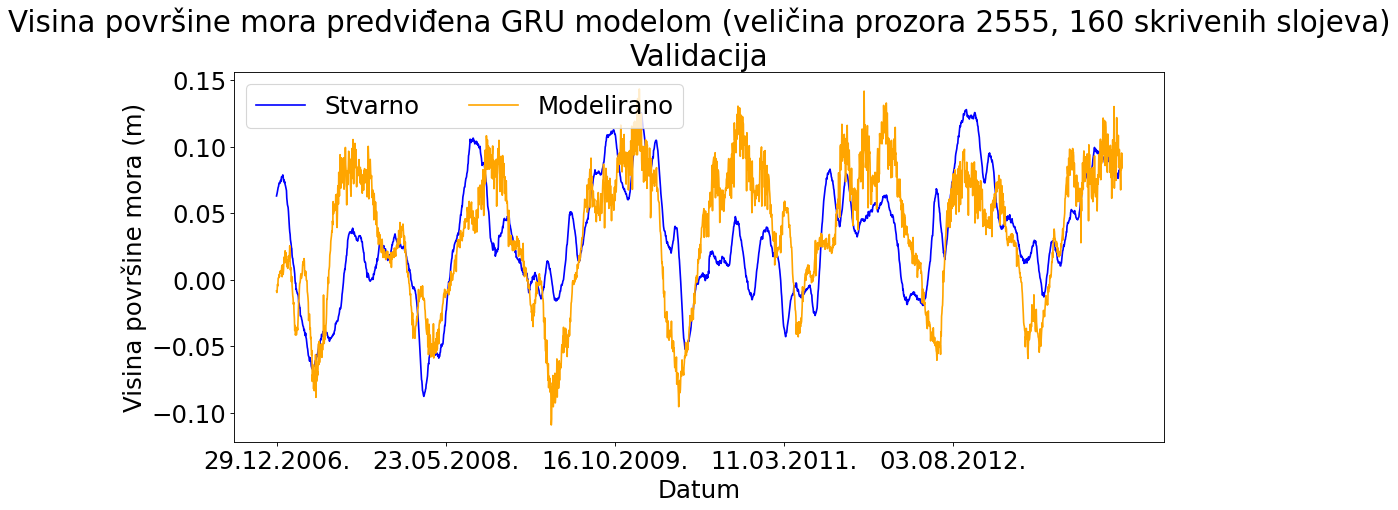 Visina površine mora predviđena GRU modelom (veličina prozora 2555, 160 skrivenih slojeva)
Validacija
Stvarno
Modelirano
Visina površine mora (m)
0.15
0.10
0.05
0.00
−0.05
−0.10
29.12.2006.
23.05.2008.
16.10.2009.
11.03.2011.
03.08.2012.
Datum